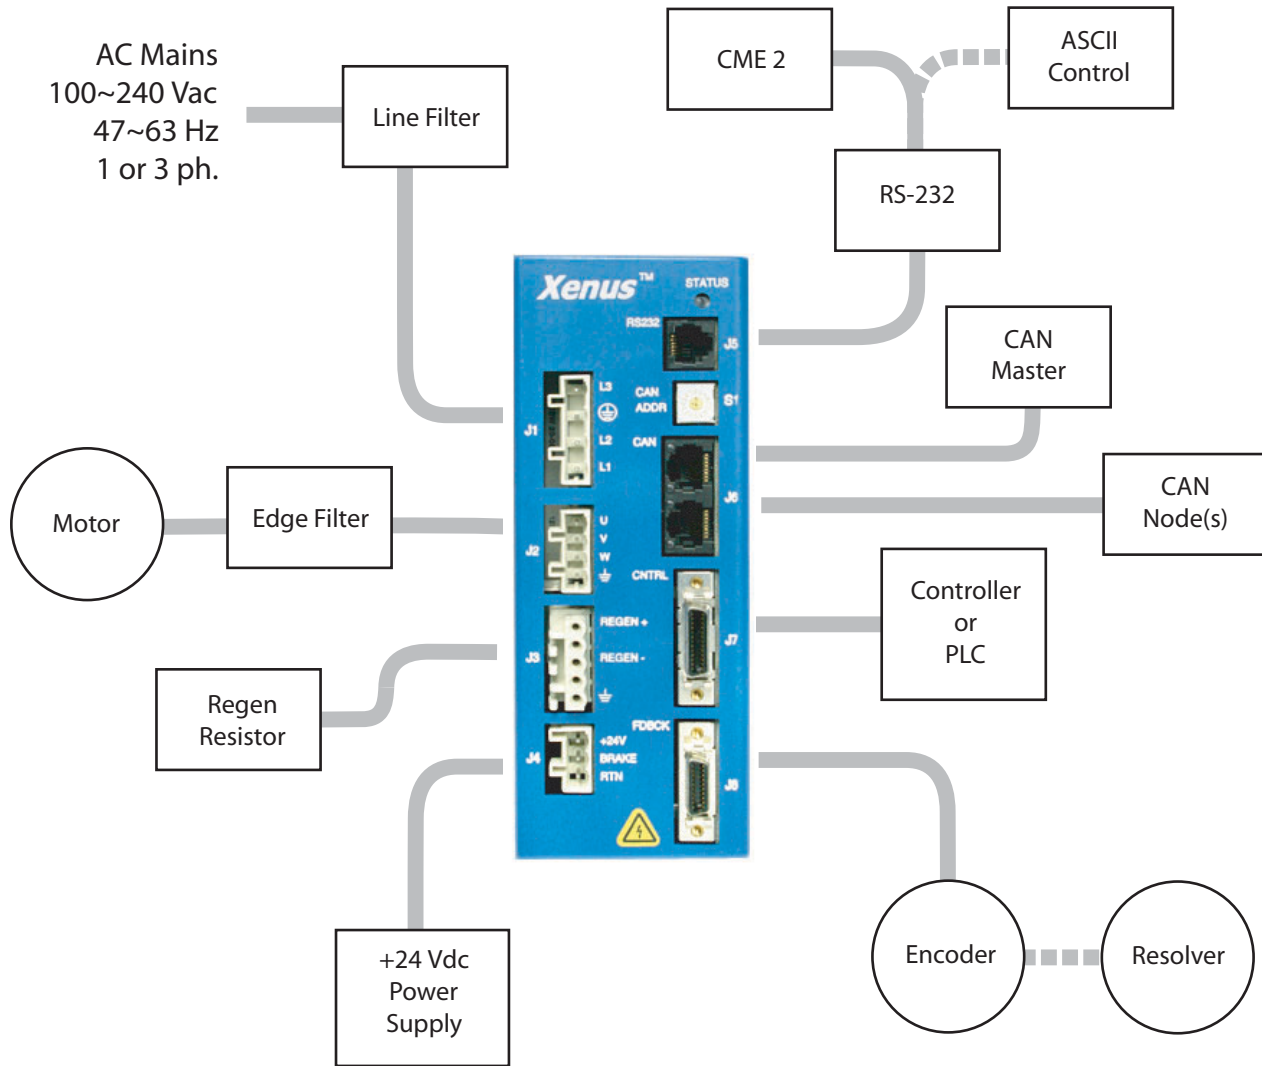 AC Mains
100~240 Vac
47~63 Hz
1 or 3 ph.
Line Filter
CME 2
ASCII
Control
RS-232
Xenus™
STATUS
RS232
J5
CAN
ADDR
S1
CAN
J6
CNTRL
J7
FDBCK
J8
J1
L3
L2
L1
J2
U
V
W
J3
REGEN +
REGEN -
J4
+24V
BRAKE
RTN
CAN
Master
CAN
Node(s)
Motor
Edge Filter
Controller
or
PLC
Regen
Resistor
+24 Vdc
Power
Supply
Encoder
Resolver